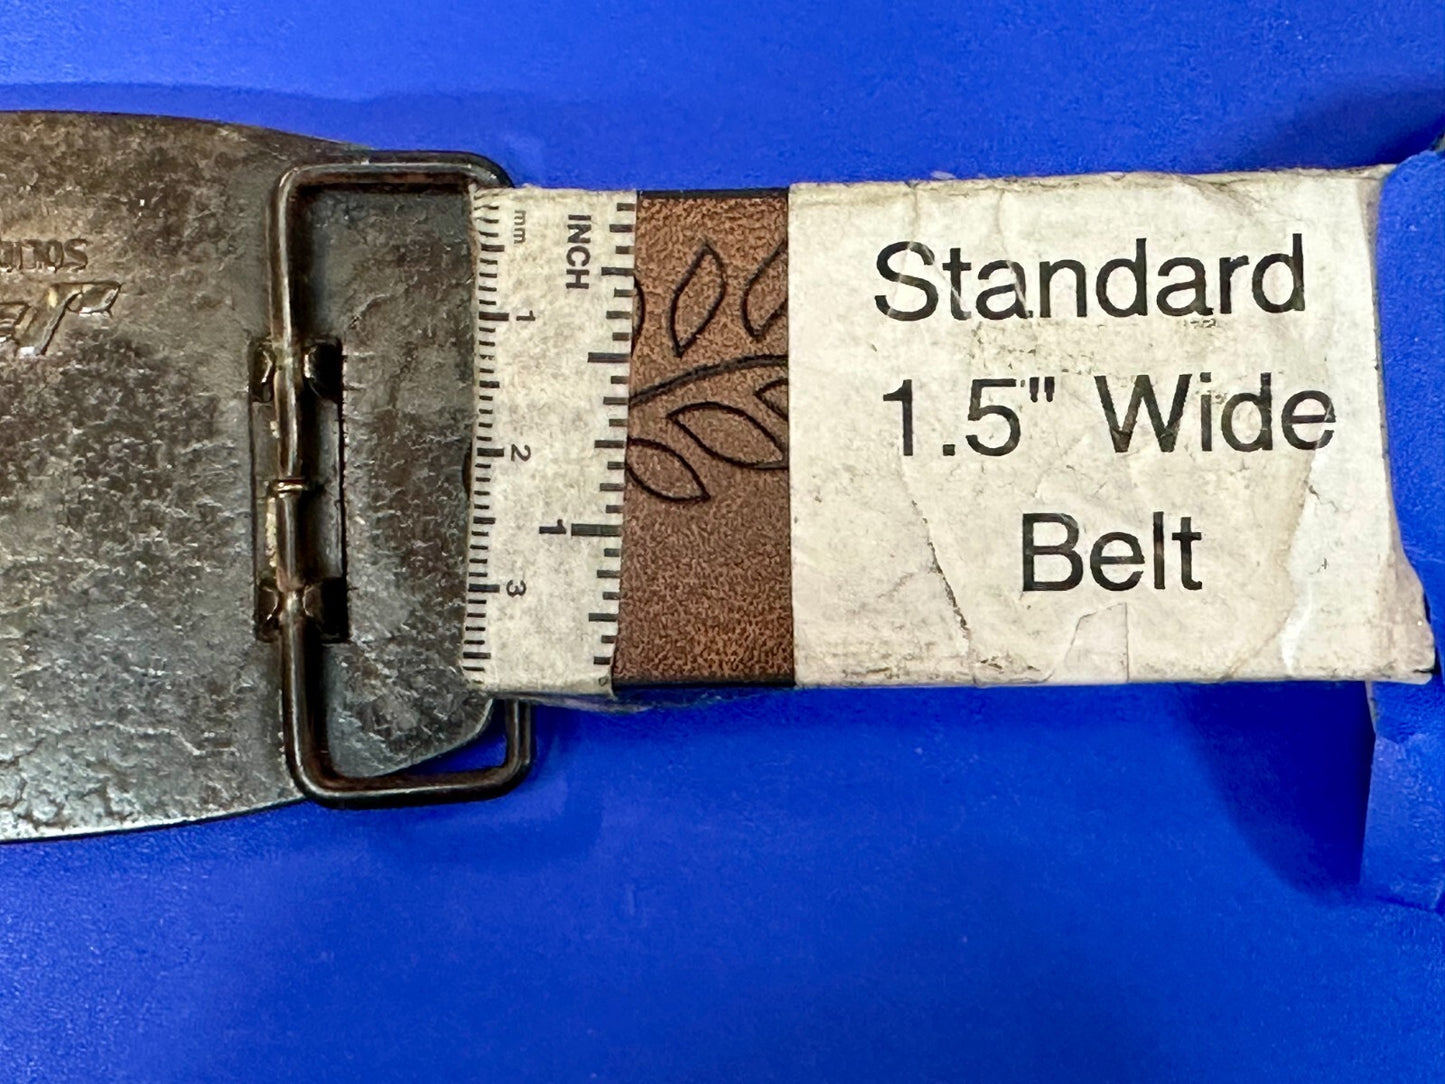 Standard
1.5" Wide
Belt
mm
INCH
1
2
3
1